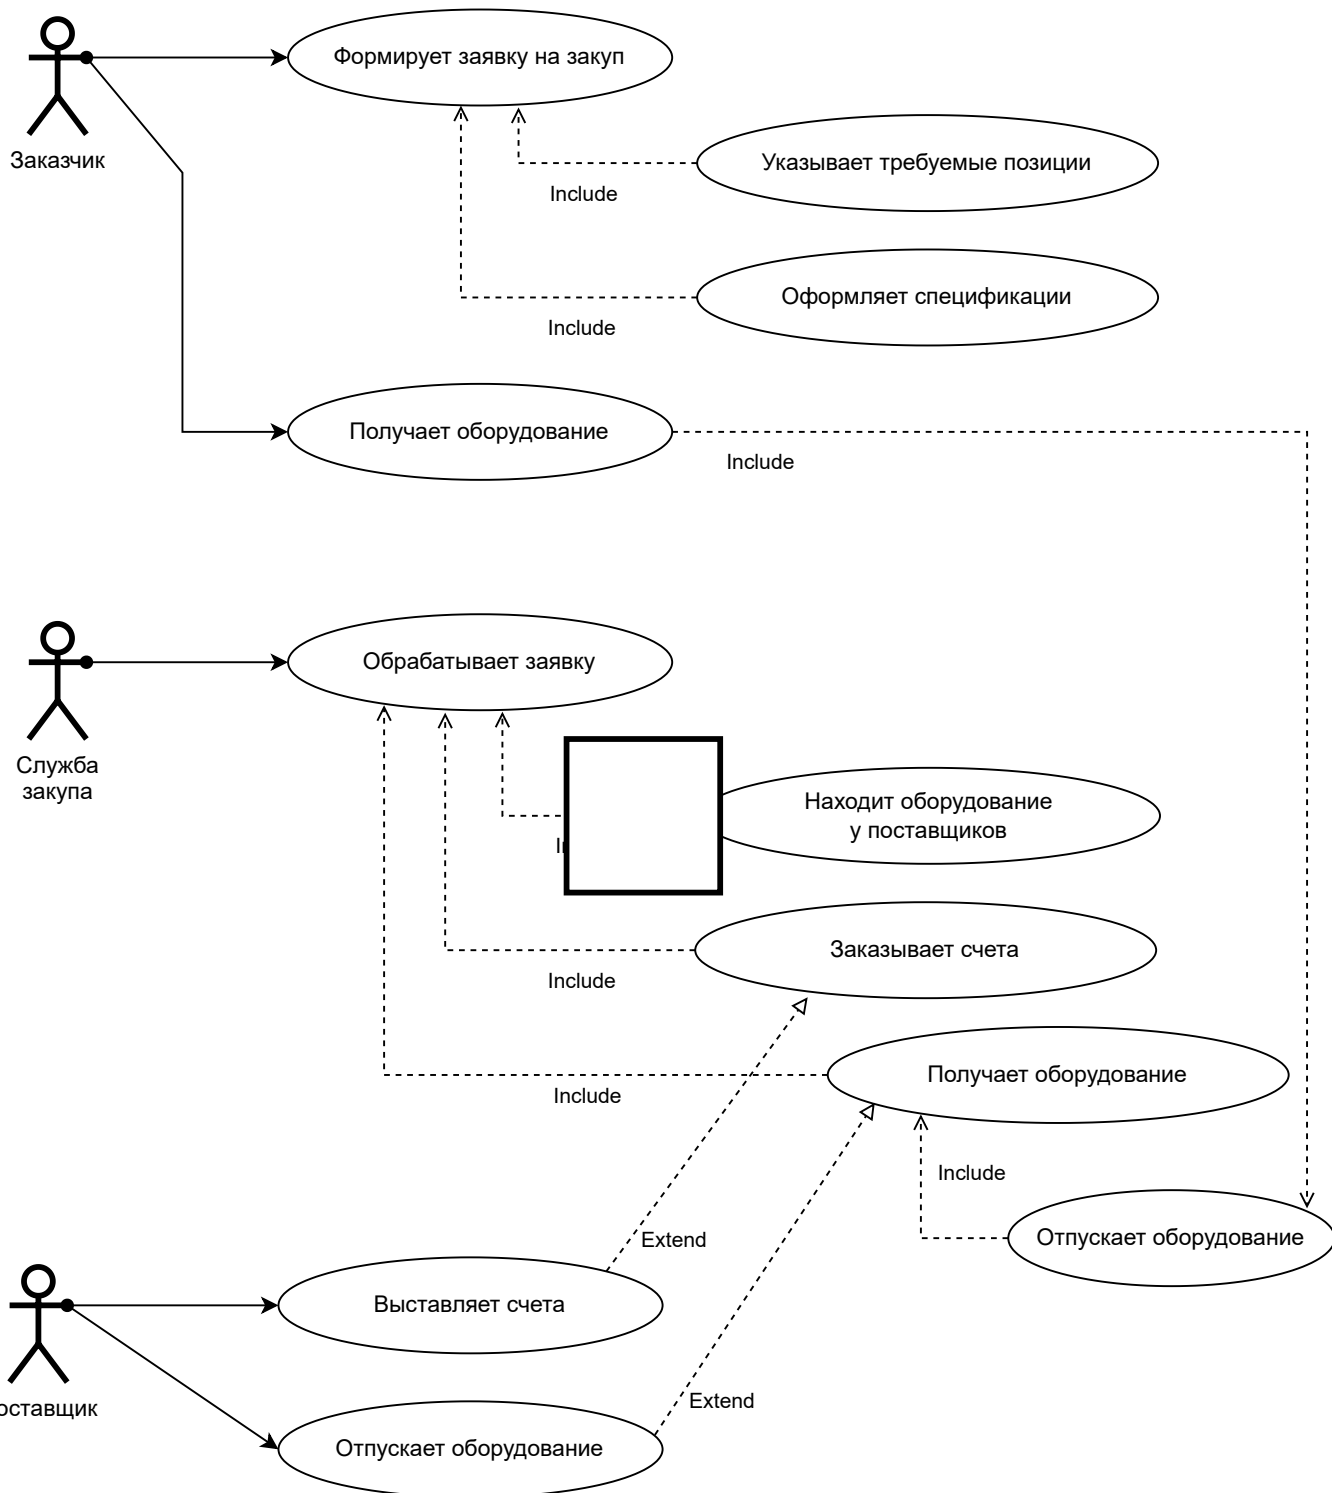 Формирует заявку на закуп
Заказчик
Указывает требуемые позиции
Include
Оформляет спецификации
Include
Получает оборудование
Include
Обрабатывает заявку
Служба
закупа
Находит оборудование
у поставщиков
Заказывает счета
Include
Получает оборудование
Include
Include
Отпускает оборудование
Extend
Выставляет счета
Extend
оставщик
Отпускает оборудование